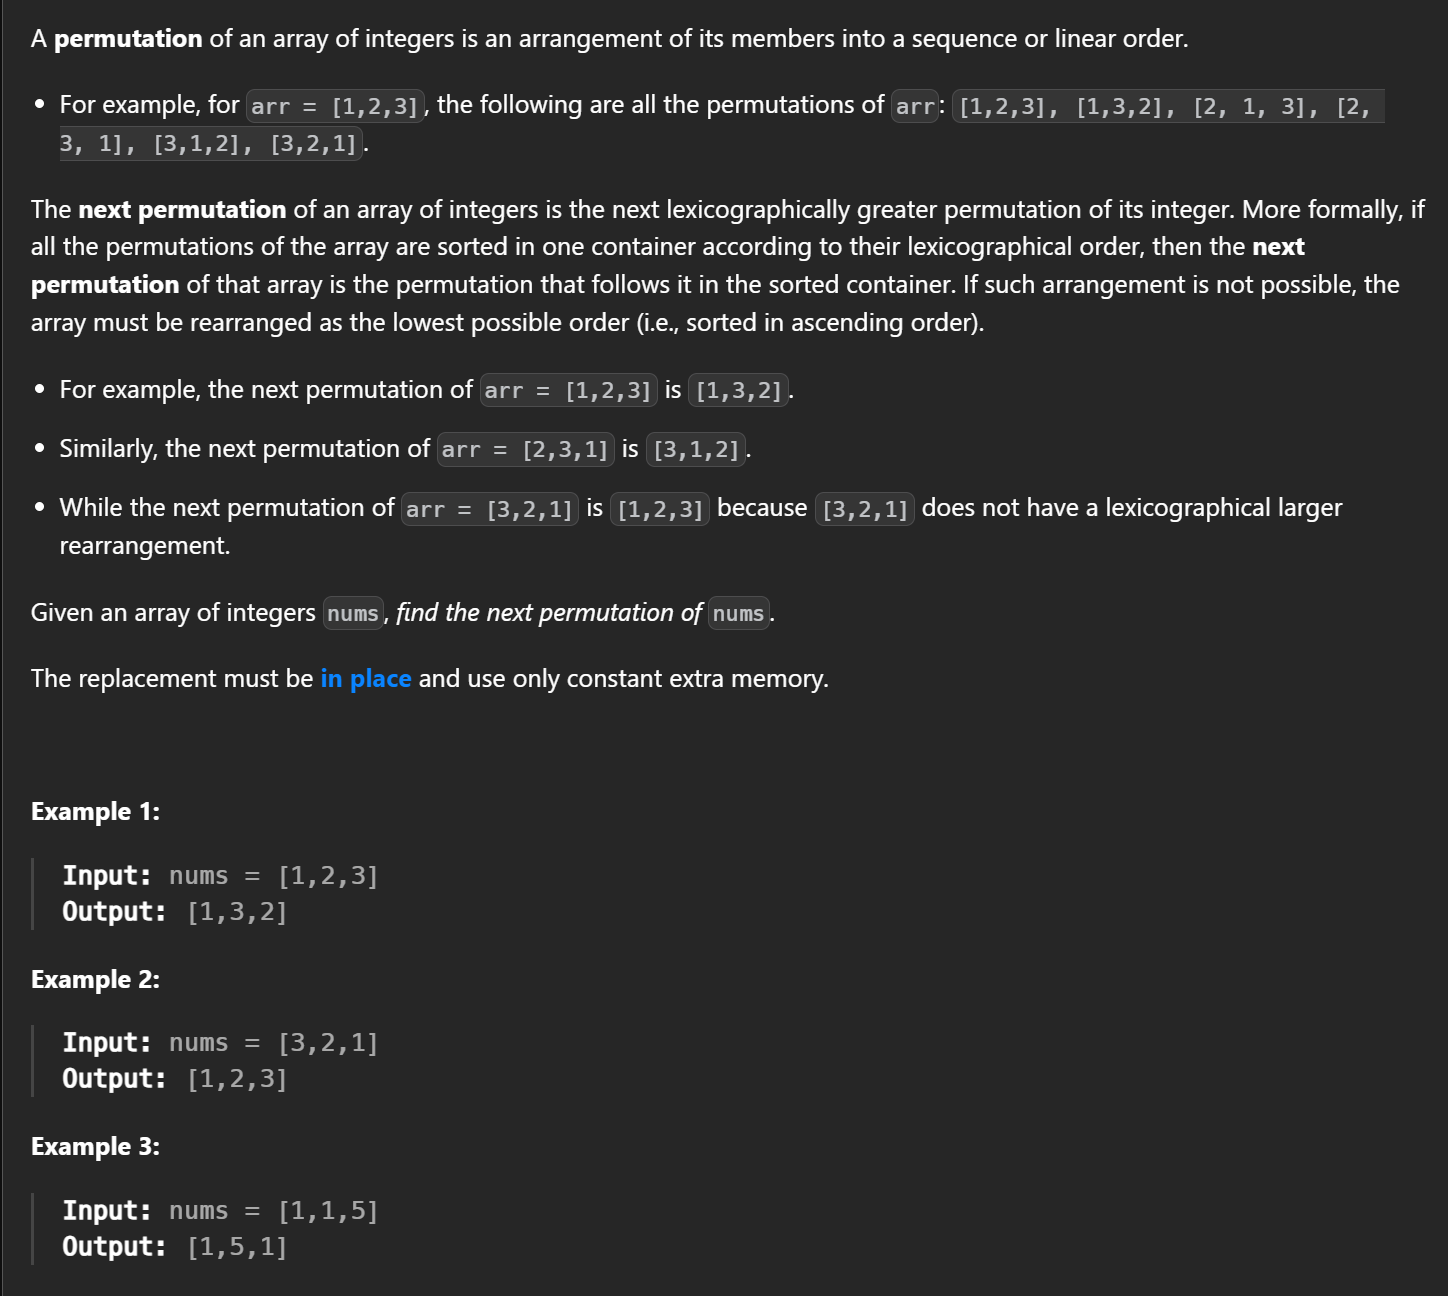 A permutation of an array of integers is an arrangement of its members into a sequence or linear order.
• For example, for arr = [1,2,3], the following are all the permutations of arr: [1,2,3], [1,3,2], [2, 1, 3], [2,
3, 1], [3,1,2], [3,2,1].
The next permutation of an array of integers is the next lexicographically greater permutation of its integer. More formally, if
all the permutations of the array are sorted in one container according to their lexicographical order, then the next
permutation of that array is the permutation that follows it in the sorted container. If such arrangement is not possible, the
array must be rearranged as the lowest possible order (i.e., sorted in ascending order).
• For example, the next permutation of arr = [1,2,3] is [1,3,2].
• Similarly, the next permutation of arr = [2,3,1] is [3,1,2].
• While the next permutation of arr = [3,2,1] is [1,2,3] because [3,2,1] does not have a lexicographical larger
rearrangement.
Given an array of integers nums, find the next permutation of nums.
The replacement must be in place and use only constant extra memory.
Example 1:
Input: nums = [1,2,3]
Output: [1,3,2]
Example 2:
Input: nums = [3,2,1]
Output: [1,2,3]
Example 3:
Input: nums = [1,1,5]
Output: [1,5,1]